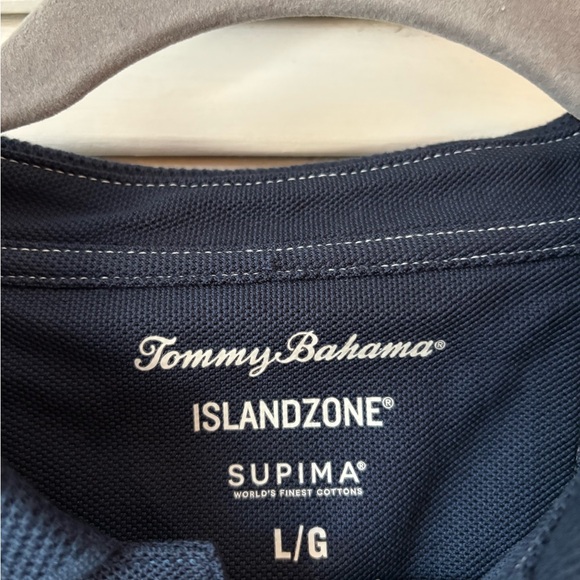 Tommy Bahama®
ISLANDZONE®
SUPIMA®
WORLD'S FINEST COTTONS
L/G